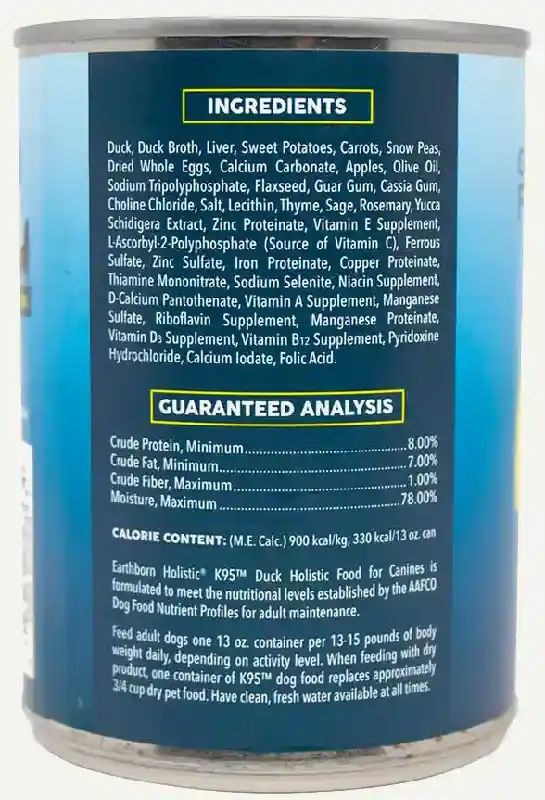 INGREDIENTS
Duck, Duck Broth, Liver, Sweet Potatoes, Carrots, Snow Peas,
Dried Whole Eggs, Calcium Carbonate, Apples, Olive Oil,
Sodium Tripolyphosphate, Flaxseed, Guar Gum, Cassia Gum,
Choline Chloride, Salt, Lecithin, Thyme, Sage, Rosemary, Yucca
Schidigera Extract, Zinc Proteinate, Vitamin E Supplement,
L-Ascorbyl-2-Polyphosphate (Source of Vitamin C), Ferrous
Sulfate, Zinc Sulfate, Iron Proteinate, Copper Proteinate,
Thiamine Mononitrate, Sodium Selenite, Niacin Supplement,
D-Calcium Pantothenate, Vitamin A Supplement, Manganese
Sulfate, Riboflavin Supplement, Manganese Proteinate,
Vitamin D3 Supplement, Vitamin B12 Supplement, Pyridoxine
Hydrochloride, Calcium Iodate, Folic Acid.
GUARANTEED ANALYSIS
Crude Protein, Minimum........................................8.00%
Crude Fat, Minimum........................................7.00%
Crude Fiber, Maximum........................................1.00%
Moisture, Maximum........................................78.00%
CALORIE CONTENT: (M.E. Calc.) 900 kcal/kg, 330 kcal/13 oz. can
Earthborn Holistic® K95™ Duck Holistic Food for Canines is
formulated to meet the nutritional levels established by the AAFCO
Dog Food Nutrient Profiles for adult maintenance.
Feed adult dogs one 13 oz. container per 13-15 pounds of body
weight daily, depending on activity level. When feeding with dry
product, one container of K95™ dog food replaces approximately
3/4 cup dry pet food. Have clean, fresh water available at all times.